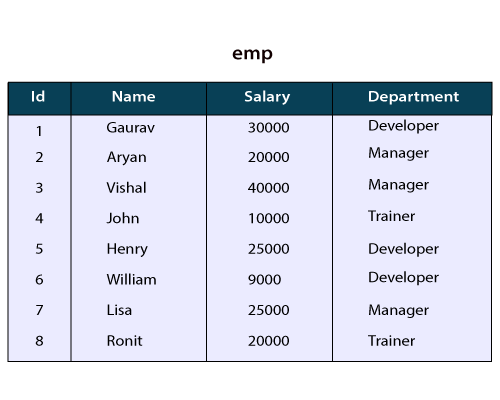 emp
Id Name Salary Department
1 Gaurav 30000 Developer
2 Aryan 20000 Manager
3 Vishal 40000 Manager
4 John 10000 Trainer
5 Henry 25000 Developer
6 William 9000 Developer
7 Lisa 25000 Manager
8 Ronit 20000 Trainer